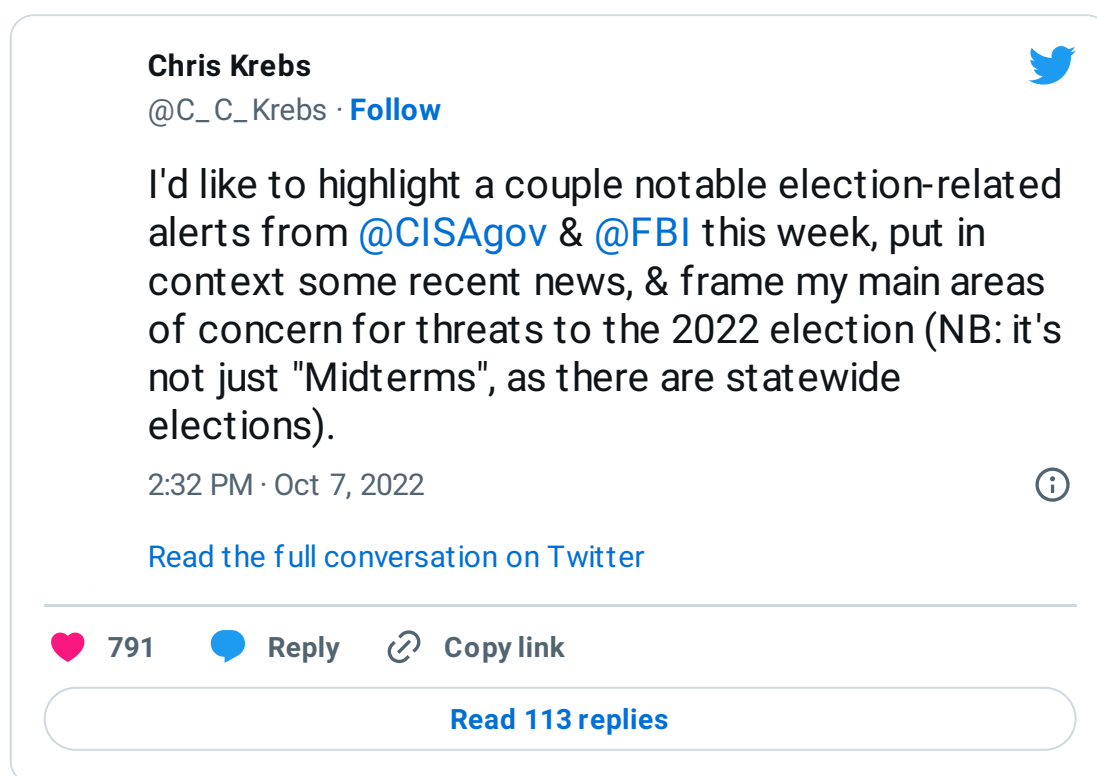 Chris Krebs
@C_C_Krebs · Follow
I'd like to highlight a couple notable election-related
alerts from @CISAgov & @FBI this week, put in
context some recent news, & frame my main areas
of concern for threats to the 2022 election (NB: it's
not just "Midterms", as there are statewide
elections).
2:32 PM · Oct 7, 2022
Read the full conversation on Twitter
791 Reply Copy link
Read 113 replies